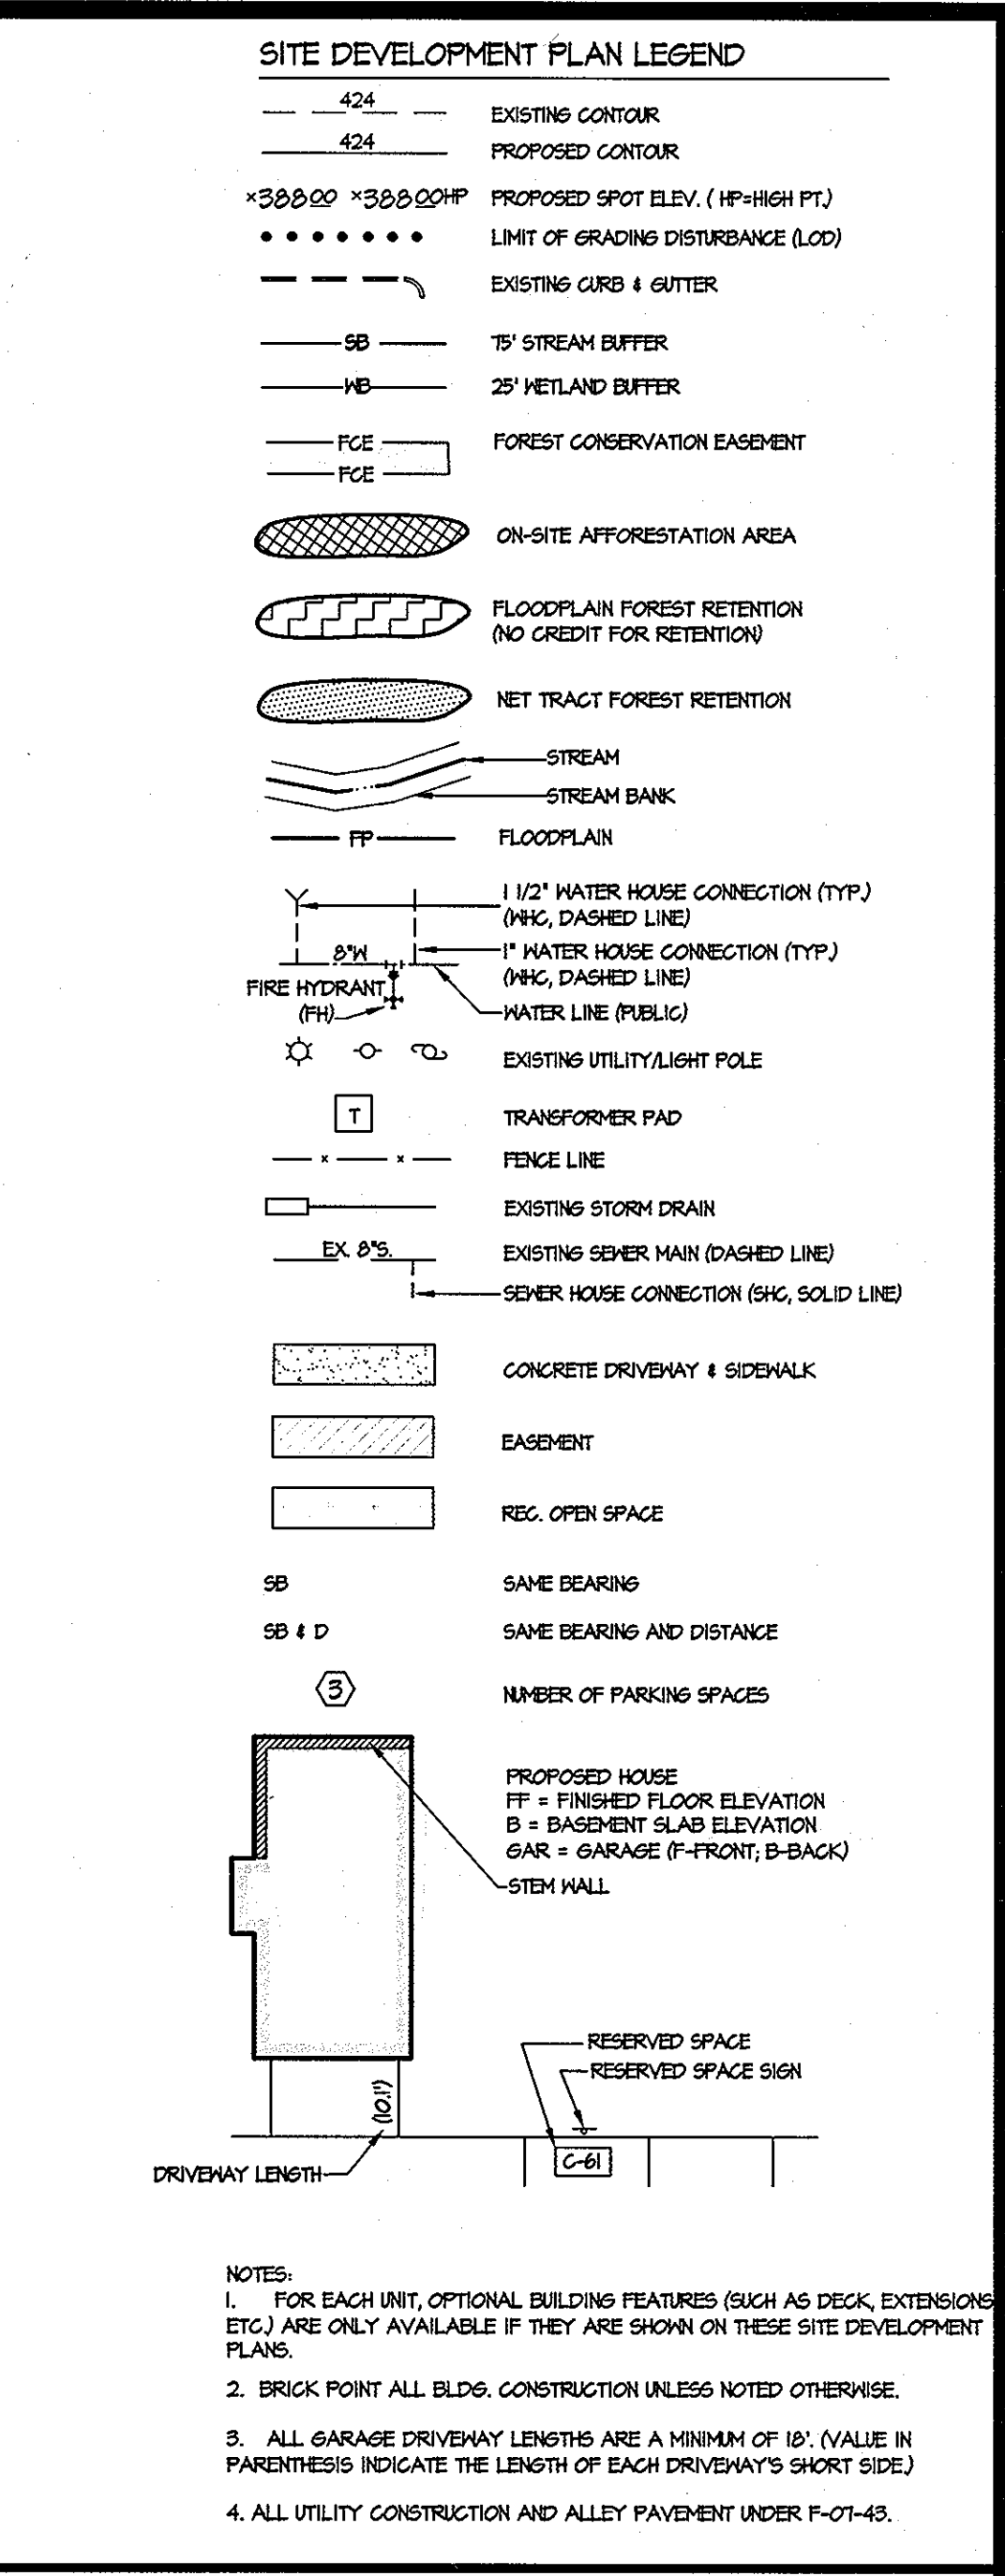 SITE DEVELOPMENT PLAN LEGEND
424 EXISTING CONTOUR
424 PROPOSED CONTOUR
×38800 ×38800HP PROPOSED SPOT ELEV. ( HP=HIGH PT.)
LIMIT OF GRADING DISTURBANCE (LOD)
EXISTING CURB & GUTTER
SB 75' STREAM BUFFER
WB 25' WETLAND BUFFER
FCE FOREST CONSERVATION EASEMENT
FCE
ON-SITE AFFORESTATION AREA
FLOODPLAIN FOREST RETENTION
(NO CREDIT FOR RETENTION)
NET TRACT FOREST RETENTION
STREAM
STREAM BANK
FP FLOODPLAIN
1 1/2" WATER HOUSE CONNECTION (TYP.)
(WHC, DASHED LINE)
8"W 1" WATER HOUSE CONNECTION (TYP.)
(WHC, DASHED LINE)
FIRE HYDRANT
(FH) WATER LINE (PUBLIC)
EXISTING UTILITY/LIGHT POLE
T TRANSFORMER PAD
x x FENCE LINE
EXISTING STORM DRAIN
EX. 8"S. EXISTING SEWER MAIN (DASHED LINE)
SEWER HOUSE CONNECTION (SHC, SOLID LINE)
CONCRETE DRIVEWAY & SIDEWALK
EASEMENT
REC. OPEN SPACE
SB SAME BEARING
SB & D SAME BEARING AND DISTANCE
3 NUMBER OF PARKING SPACES
PROPOSED HOUSE
FF = FINISHED FLOOR ELEVATION
B = BASEMENT SLAB ELEVATION
GAR = GARAGE (F-FRONT; B-BACK)
STEM WALL
RESERVED SPACE
RESERVED SPACE SIGN
(10.1')
C-61
DRIVEWAY LENGTH
NOTES:
1. FOR EACH UNIT, OPTIONAL BUILDING FEATURES (SUCH AS DECK, EXTENSIONS
ETC.) ARE ONLY AVAILABLE IF THEY ARE SHOWN ON THESE SITE DEVELOPMENT
PLANS.
2. BRICK POINT ALL BLDG. CONSTRUCTION UNLESS NOTED OTHERWISE.
3. ALL GARAGE DRIVEWAY LENGTHS ARE A MINIMUM OF 18'. (VALUE IN
PARENTHESIS INDICATE THE LENGTH OF EACH DRIVEWAY'S SHORT SIDE.)
4. ALL UTILITY CONSTRUCTION AND ALLEY PAVEMENT UNDER F-07-43.